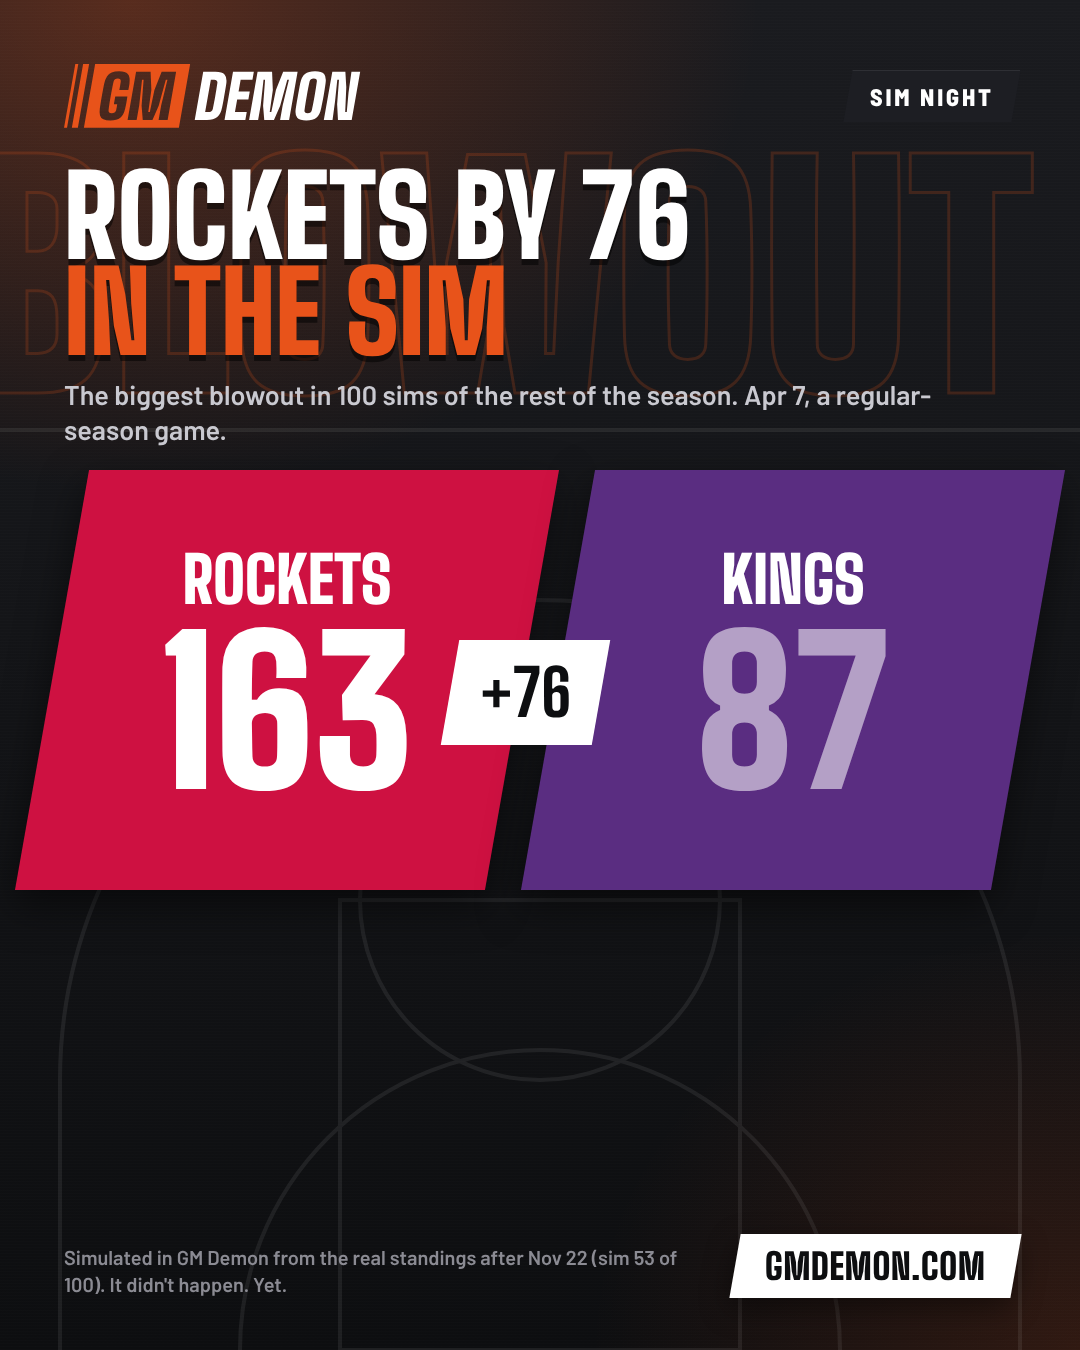 GM DEMON
SIM NIGHT
BLOWOUT
ROCKETS BY 76
IN THE SIM
The biggest blowout in 100 sims of the rest of the season. Apr 7, a regular-
season game.
ROCKETS
163
+76
KINGS
87
Simulated in GM Demon from the real standings after Nov 22 (sim 53 of
100). It didn't happen. Yet.
GMDEMON.COM